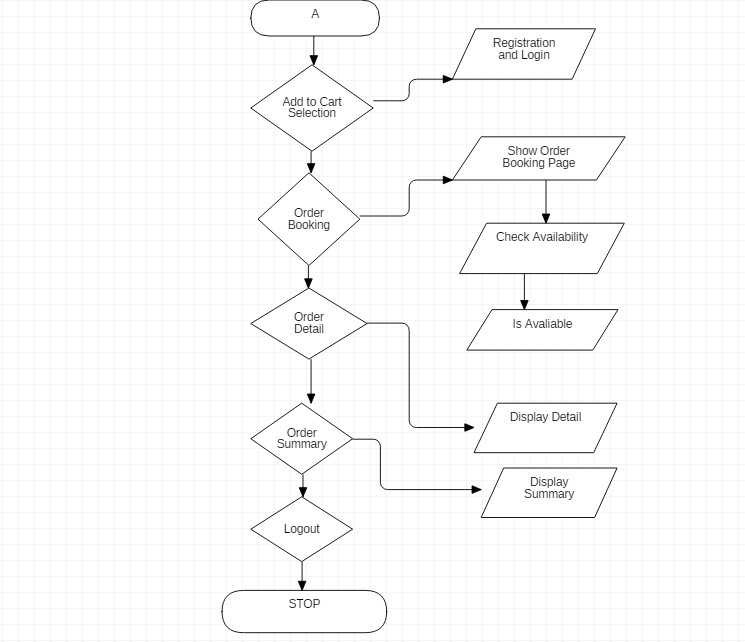 A
Registration
and Login
Add to Cart
Selection
Show Order
Booking Page
Order
Booking
Check Availability
Order
Detail
Is Avaliable
Display Detail
Order
Summary
Display
Summary
Logout
STOP